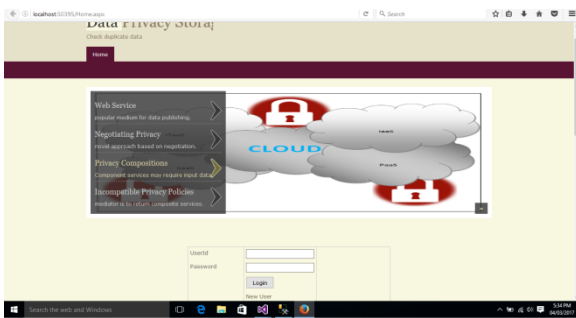 localhost:50395/Home.aspx
Search
Data Privacy Storag
Check duplicate data
Home
Web Service
popular medium for data publishing.
Negotiating Privacy
novel approach based on negotiation.
Privacy Compositions
Component services may require input data.
Incompatible Privacy Policies
mediator is to return composite services.
CLOUD
IaaS
PaaS
UserId
Password
Login
New User
Search the web and Windows
5:34 PM
04/03/2017